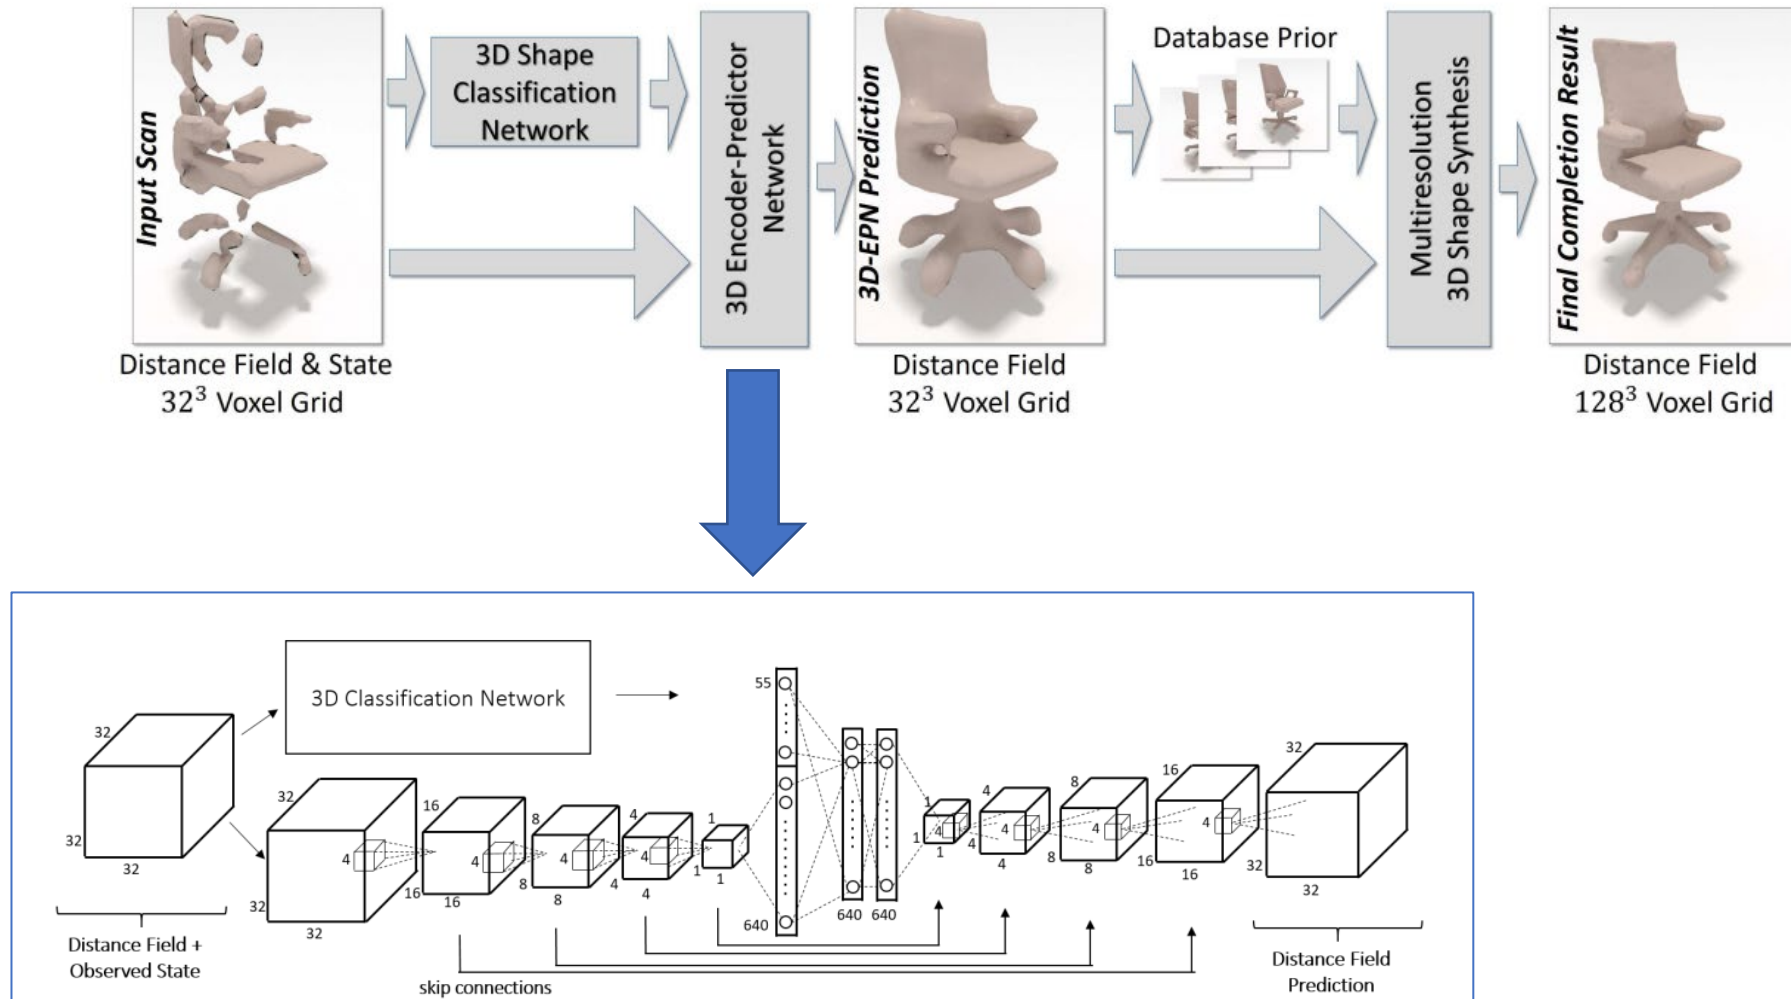 Input Scan
3D Shape
Classification
Network
3D Encoder-Predictor
Network
3D-EPN Prediction
Database Prior
Multiresolution
3D Shape Synthesis
Final Completion Result
Distance Field & State
32³ Voxel Grid
Distance Field
32³ Voxel Grid
Distance Field
128³ Voxel Grid
3D Classification Network
32
32
32
32
32
32
4
16
16
16
4
8
8
8
4
4
4
4
4
1
1
1
55
640
640
640
1
1
1
4
4
4
4
4
8
8
8
4
16
16
16
4
32
32
32
Distance Field +
Observed State
skip connections
Distance Field
Prediction